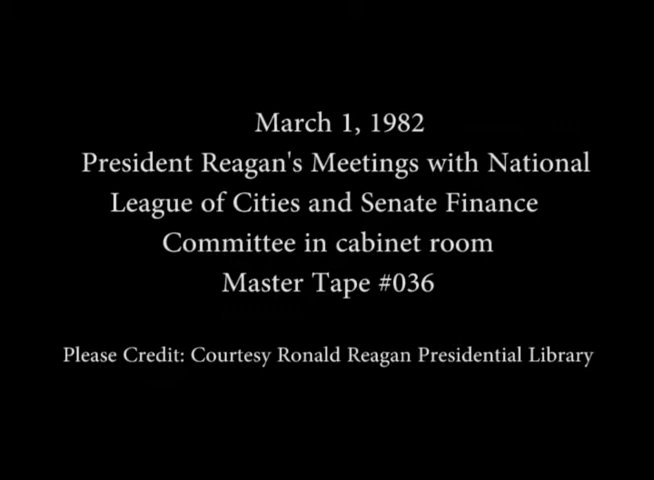 March 1, 1982
President Reagan's Meetings with National
League of Cities and Senate Finance
Committee in cabinet room
Master Tape #036
Please Credit: Courtesy Ronald Reagan Presidential Library